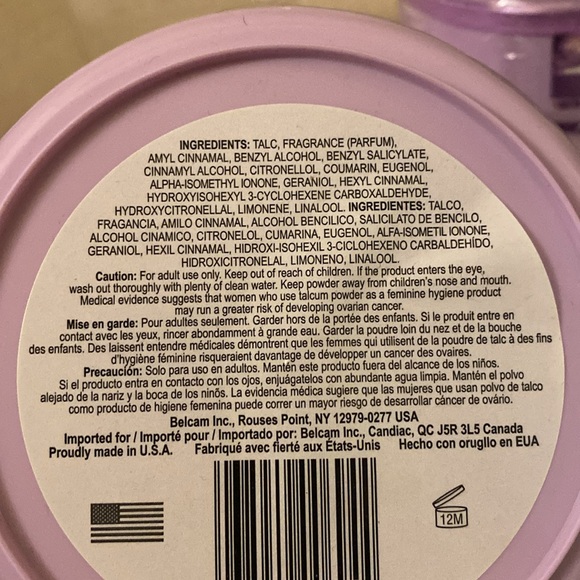 INGREDIENTS: TALC, FRAGRANCE (PARFUM),
AMYL CINNAMAL, BENZYL ALCOHOL, BENZYL SALICYLATE,
CINNAMYL ALCOHOL, CITRONELLOL, COUMARIN, EUGENOL,
ALPHA-ISOMETHYL IONONE, GERANIOL, HEXYL CINNAMAL,
HYDROXYISOHEXYL 3-CYCLOHEXENE CARBOXALDEHYDE,
HYDROXYCITRONELLAL, LIMONENE, LINALOOL. INGREDIENTES: TALCO,
FRAGANCIA, AMILO CINAMAL, ALCOHOL BENCILICO, SALICILATO DE BENCILO,
ALCOHOL CINAMICO, CITRONELOL, CUMARINA, EUGENOL, ALFA-ISOMETIL IONONE,
GERANIOL, HEXIL CINNAMAL, HIDROXI-ISOHEXIL 3-CICLOHEXENO CARBALDEHÍDO,
HIDROXICITRONELAL, LIMONENO, LINALOOL.
Caution: For adult use only. Keep out of reach of children. If the product enters the eye,
wash out thoroughly with plenty of clean water. Keep powder away from children's nose and mouth.
Medical evidence suggests that women who use talcum powder as a feminine hygiene product
may run a greater risk of developing ovarian cancer.
Mise en garde: Pour adultes seulement. Garder hors de la portée des enfants. Si le produit entre en
contact avec les yeux, rincer abondamment à grande eau. Garder la poudre loin du nez et de la bouche
des enfants. Des laissent entendre médicales démontrent que les femmes qui utilisent de la poudre de talc à des fins
d'hygiène féminine risqueraient davantage de développer un cancer des ovaires.
Precaución: Solo para uso en adultos. Mantén este producto fuera del alcance de los niños.
Si el producto entra en contacto con los ojos, enjuágatelos con abundante agua limpia. Mantén el polvo
alejado de la nariz y la boca de los niños. La evidencia médica sugiere que las mujeres que usan polvo de talco
como producto de higiene femenina puede correr un mayor riesgo de desarrollar cáncer de ovário.
Belcam Inc., Rouses Point, NY 12979-0277 USA
Imported for / Importé pour / Importado por: Belcam Inc., Candiac, QC J5R 3L5 Canada
Proudly made in U.S.A. Fabriqué avec fierté aux États-Unis Hecho con orugllo en EUA
12M